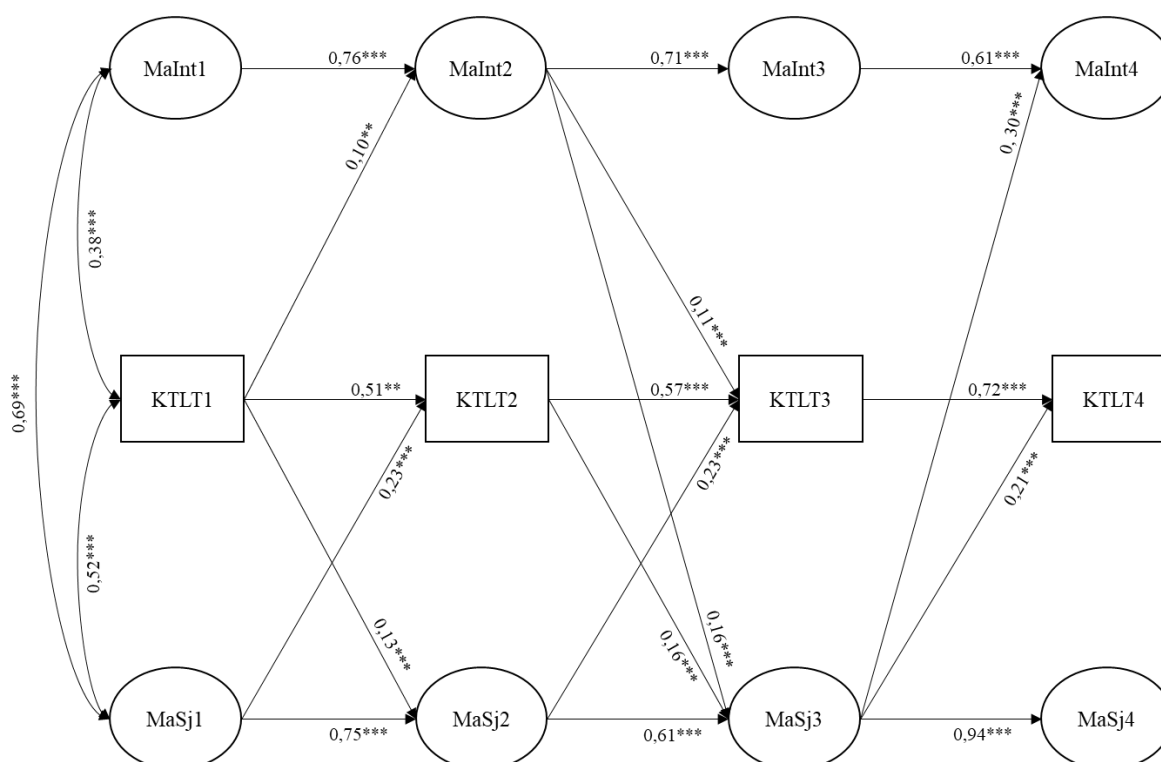 MaInt1
0,76***
MaInt2
0,71***
MaInt3
0,61***
MaInt4
0,10**
0, 30***
0,38***
0,11***
0,69***
KTLT1
0,51**
KTLT2
0,57***
KTLT3
0,72***
KTLT4
0,23***
0,23***
0,21***
0,52***
0,13***
0,16***
0,16***
MaSj1
0,75***
MaSj2
0,61***
MaSj3
0,94***
MaSj4